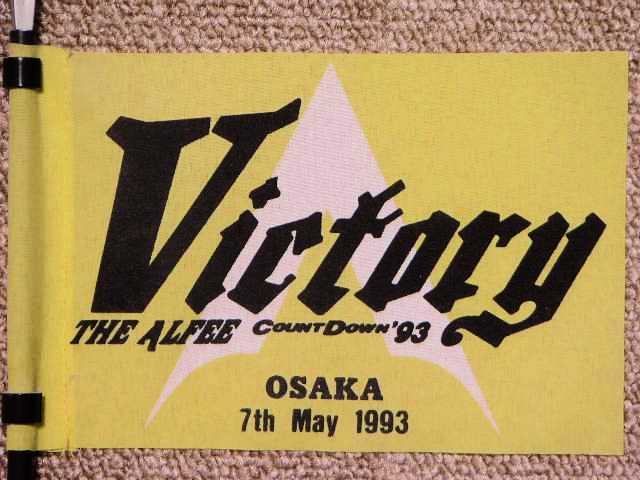 Victory
THE ALFEE COUNTDOWN '93
OSAKA
7th May 1993